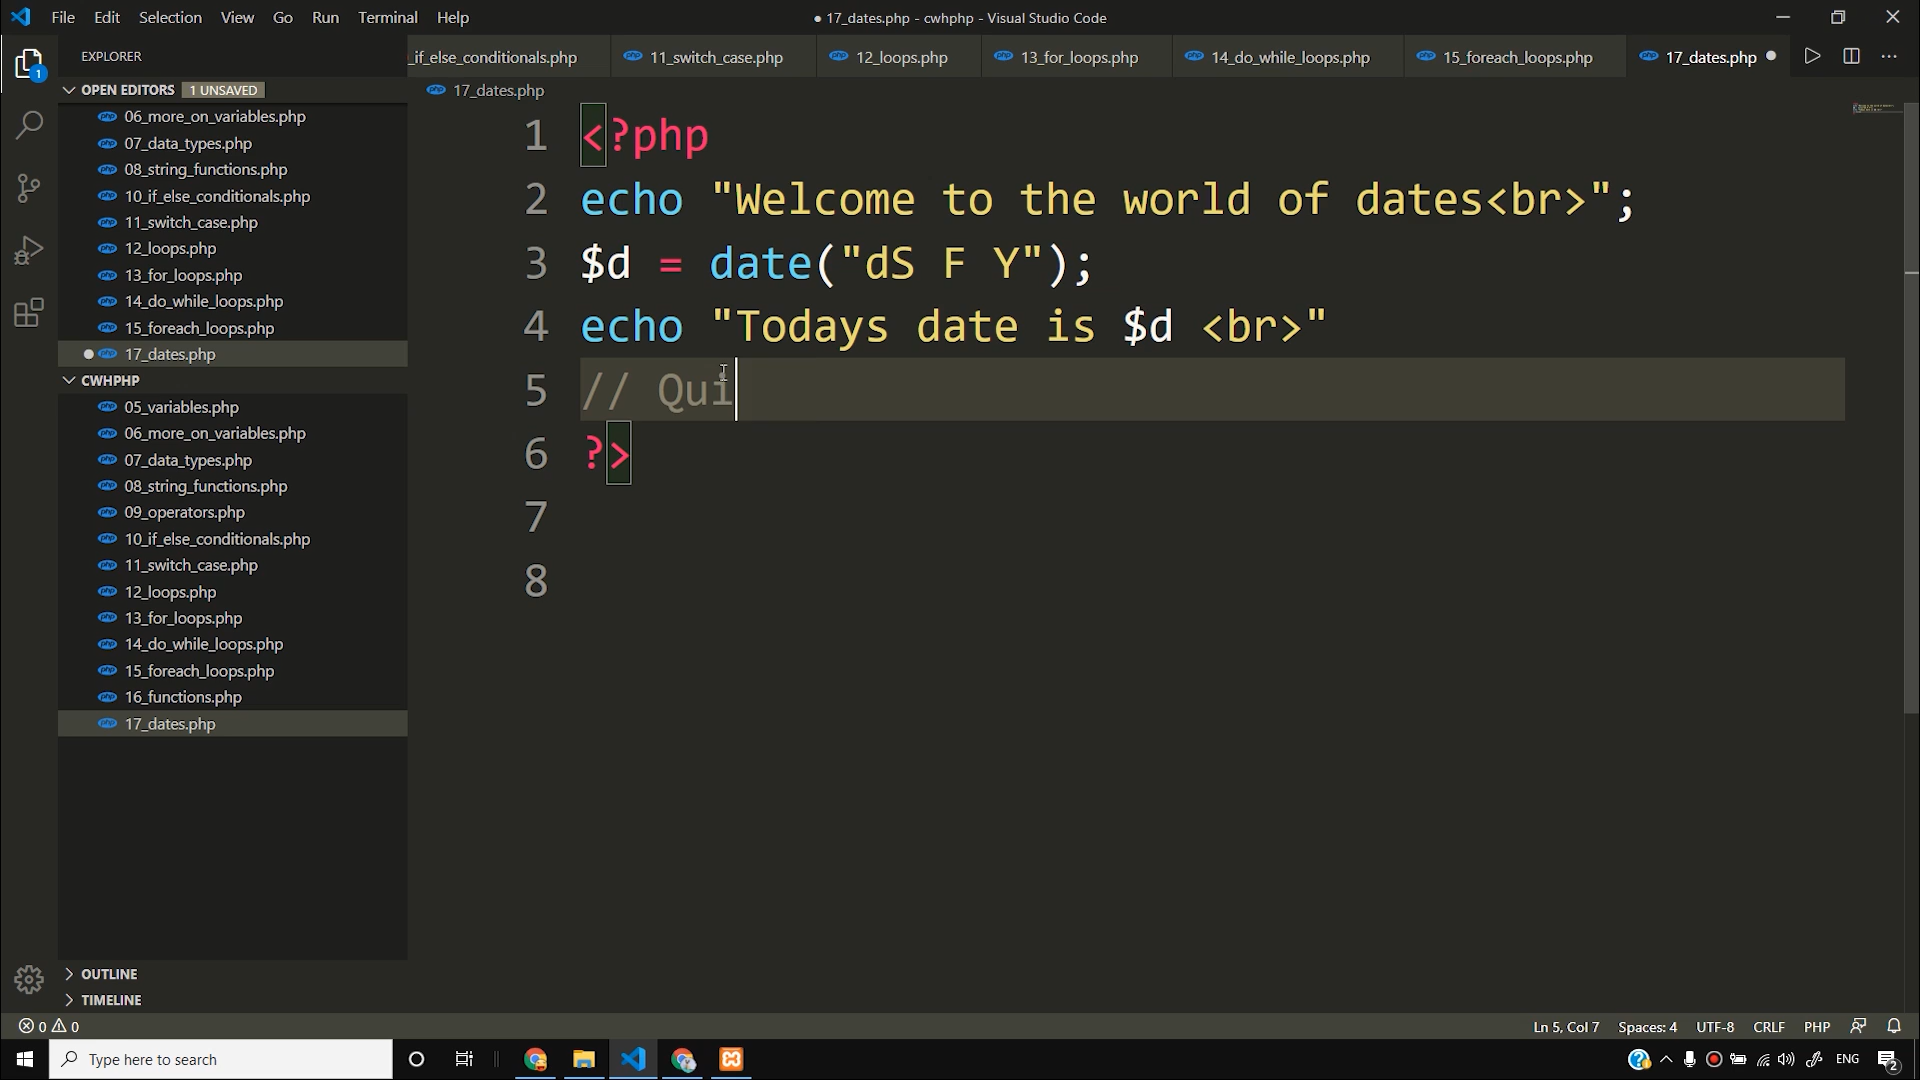 File Edit Selection View Go Run Terminal Help
● 17_dates.php - cwhphp - Visual Studio Code
EXPLORER
_if_else_conditionals.php 11_switch_case.php 12_loops.php 13_for_loops.php 14_do_while_loops.php 15_foreach_loops.php 17_dates.php
1
OPEN EDITORS 1 UNSAVED
06_more_on_variables.php
07_data_types.php
08_string_functions.php
10_if_else_conditionals.php
11_switch_case.php
12_loops.php
13_for_loops.php
14_do_while_loops.php
15_foreach_loops.php
17_dates.php
CWHPHP
05_variables.php
06_more_on_variables.php
07_data_types.php
08_string_functions.php
09_operators.php
10_if_else_conditionals.php
11_switch_case.php
12_loops.php
13_for_loops.php
14_do_while_loops.php
15_foreach_loops.php
16_functions.php
17_dates.php
OUTLINE
TIMELINE
17_dates.php
1 <?php
2 echo "Welcome to the world of dates<br>";
3 $d = date("dS F Y");
4 echo "Todays date is $d <br>"
5 // Qui
6 ?>
7
8
0 0 Ln 5, Col 7 Spaces: 4 UTF-8 CRLF PHP
Type here to search
ENG 2